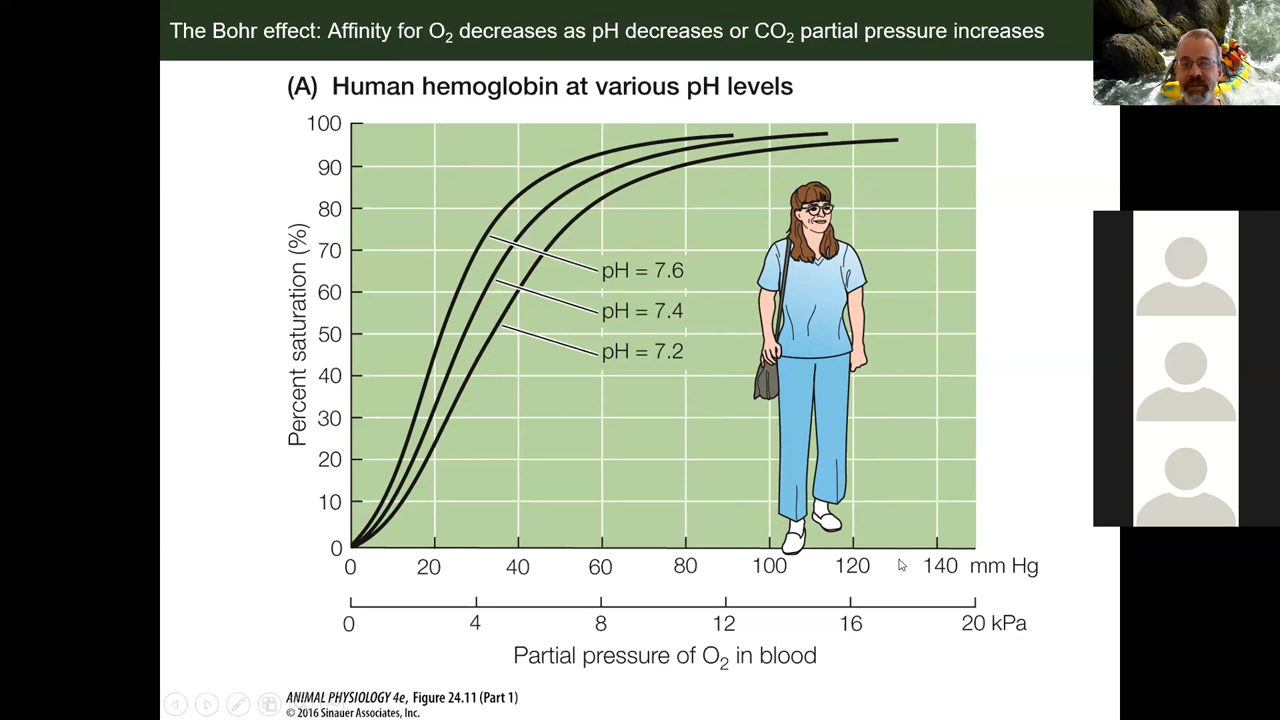 The Bohr effect: Affinity for O₂ decreases as pH decreases or CO₂ partial pressure increases
(A) Human hemoglobin at various pH levels
Percent saturation (%)
100
90
80
70
60
50
40
30
20
10
0
pH = 7.6
pH = 7.4
pH = 7.2
0 20 40 60 80 100 120 140 mm Hg
0 4 8 12 16 20 kPa
Partial pressure of O₂ in blood
ANIMAL PHYSIOLOGY 4e, Figure 24.11 (Part 1)
© 2016 Sinauer Associates, Inc.